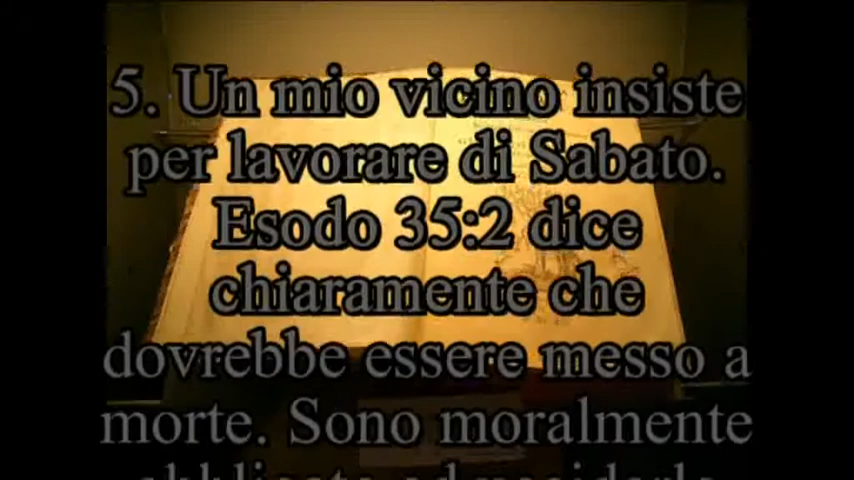 5. Un mio vicino insiste
per lavorare di Sabato.
Esodo 35:2 dice
chiaramente che
dovrebbe essere messo a
morte. Sono moralmente